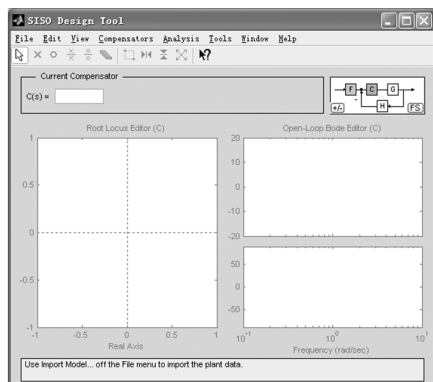 SISO Design Tool
File Edit View Compensators Analysis Tools Window Help
Current Compensator
C(s) =
F C G
H
+/- FS
Root Locus Editor (C)
1
0.5
0
-0.5
-1
-1 -0.5 0 0.5 1
Real Axis
Open-Loop Bode Editor (C)
20
10
0
-10
-20
50
0
-50
10⁻¹ 10⁰ 10¹
Frequency (rad/sec)
Use Import Model... off the File menu to import the plant data.